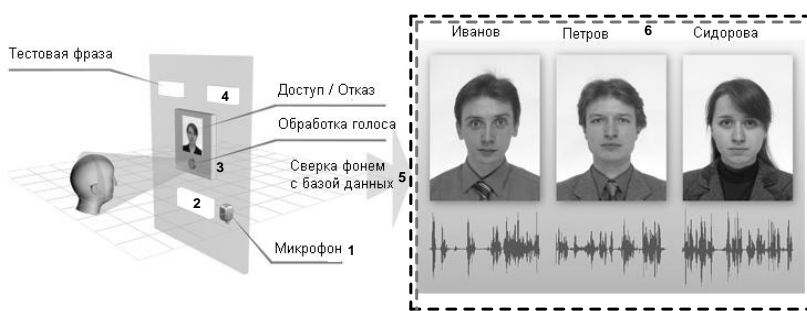 Тестовая фраза
4
Доступ / Отказ
Обработка голоса
3
Сверка фонем
с базой данных 5
2
Микрофон 1
Иванов Петров 6 Сидорова